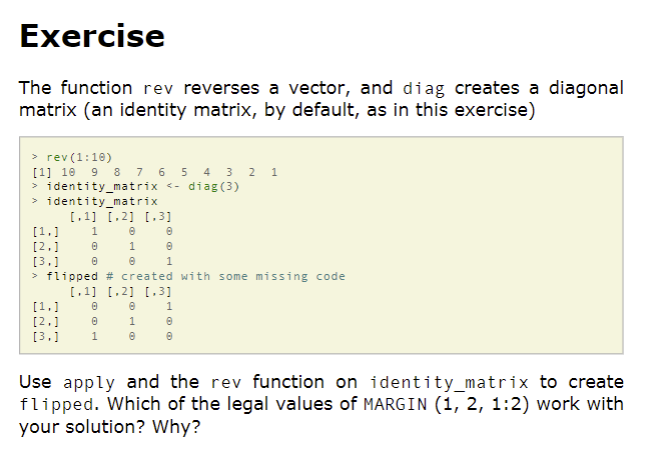 Exercise
The function rev reverses a vector, and diag creates a diagonal
matrix (an identity matrix, by default, as in this exercise)
> rev(1:10)
[1] 10 9 8 7 6 5 4 3 2 1
> identity_matrix <- diag(3)
> identity_matrix
[,1] [,2] [,3]
[1,] 1 0 0
[2,] 0 1 0
[3,] 0 0 1
> flipped # created with some missing code
[,1] [,2] [,3]
[1,] 0 0 1
[2,] 0 1 0
[3,] 1 0 0
Use apply and the rev function on identity_matrix to create
flipped. Which of the legal values of MARGIN (1, 2, 1:2) work with
your solution? Why?